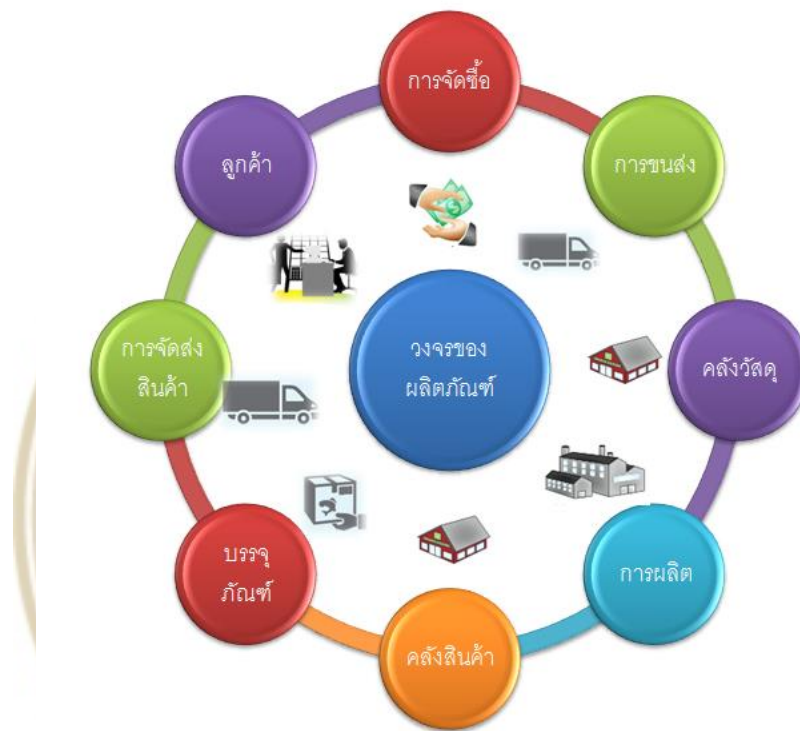 การจัดซื้อ
การขนส่ง
คลังวัสดุ
การผลิต
คลังสินค้า
บรรจุ
ภัณฑ์
การจัดส่ง
สินค้า
ลูกค้า
วงจรของ
ผลิตภัณฑ์